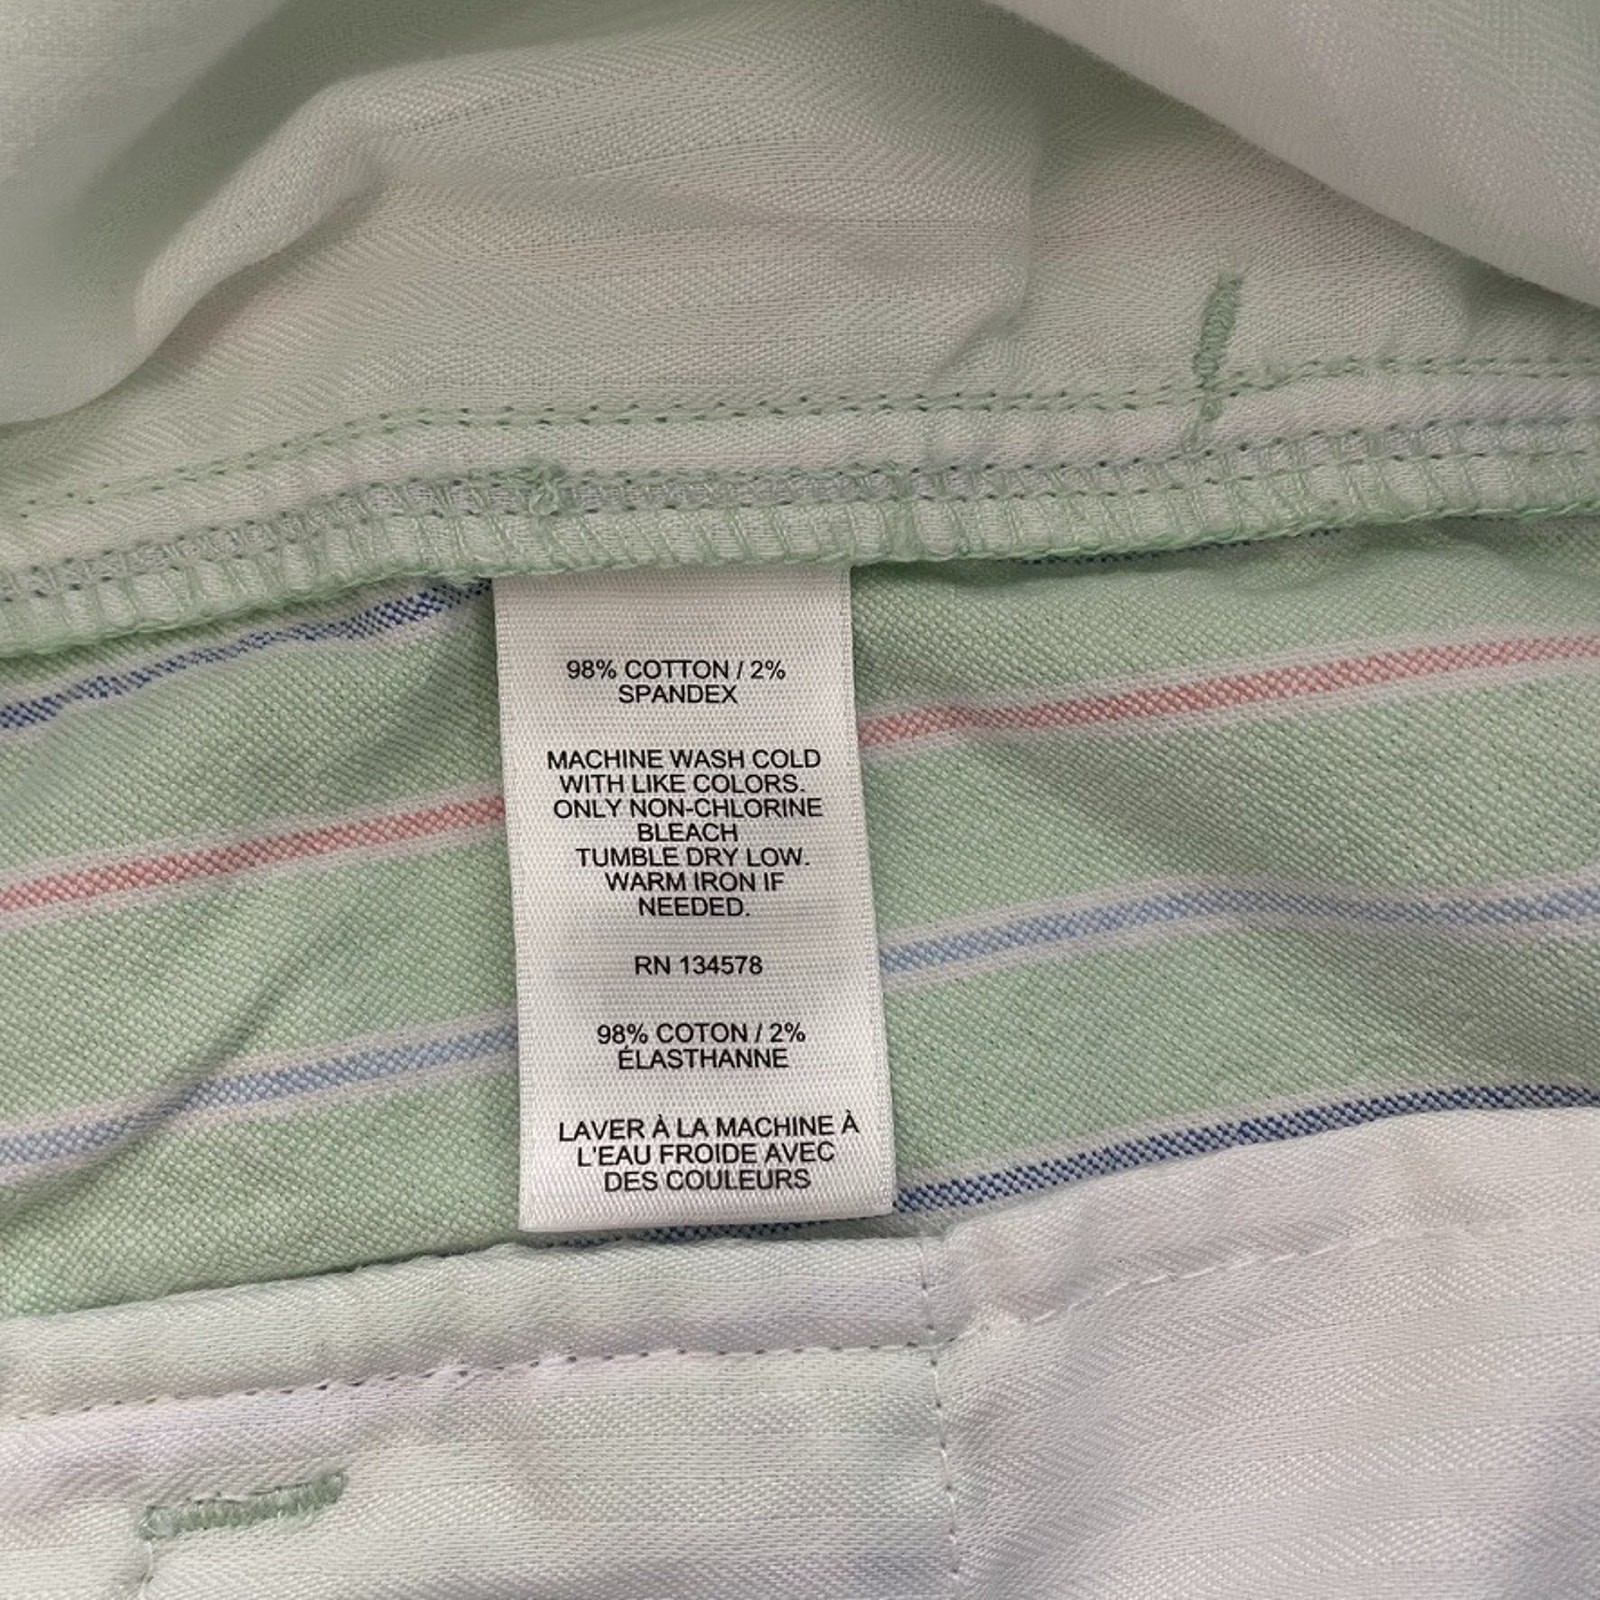 98% COTTON / 2%
SPANDEX
MACHINE WASH COLD
WITH LIKE COLORS.
ONLY NON-CHLORINE
BLEACH
TUMBLE DRY LOW.
WARM IRON IF
NEEDED.
RN 134578
98% COTON / 2%
ÉLASTHANNE
LAVER À LA MACHINE À
L'EAU FROIDE AVEC
DES COULEURS